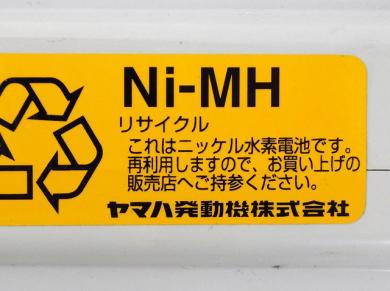 Ni-MH
リサイクル
これはニッケル水素電池です。
再利用しますので、お買い上げの
販売店へご持参ください。
ヤマハ発動機株式会社